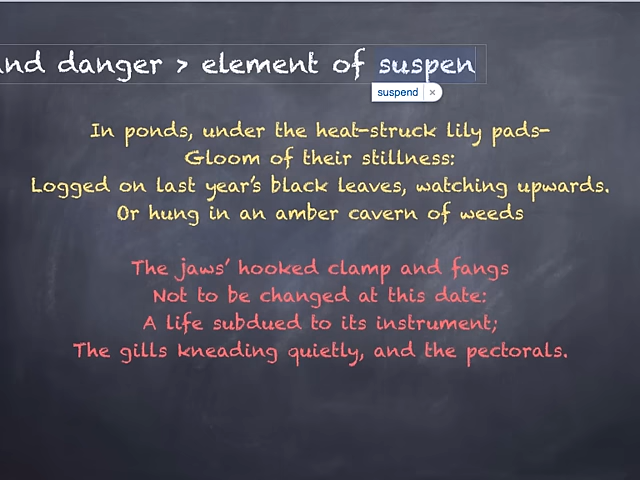 and danger > element of suspen
suspend ×
In ponds, under the heat-struck lily pads-
Gloom of their stillness:
Logged on last year's black leaves, watching upwards.
Or hung in an amber cavern of weeds
The jaws' hooked clamp and fangs
Not to be changed at this date:
A life subdued to its instrument;
The gills kneading quietly, and the pectorals.